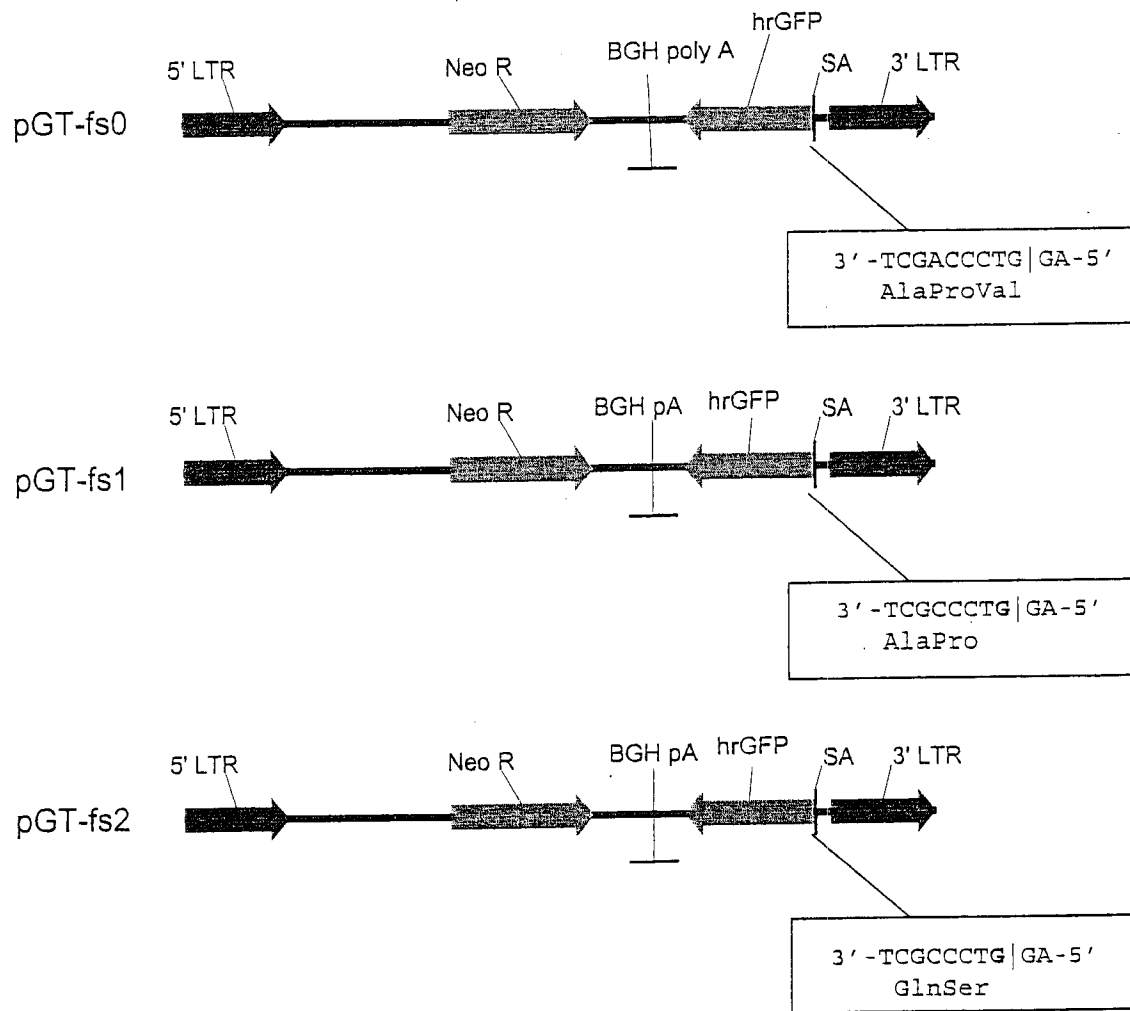 hrGFP
BGH poly A
SA
5' LTR
Neo R
3' LTR
pGT-fs0
3'-TCGACCCTG|GA-5'
AlaProVal
5' LTR
Neo R
BGH pA
hrGFP
SA
3' LTR
pGT-fs1
3'-TCGCCCTG|GA-5'
AlaPro
5' LTR
Neo R
BGH pA
hrGFP
SA
3' LTR
pGT-fs2
3'-TCGCCCTG|GA-5'
GlnSer